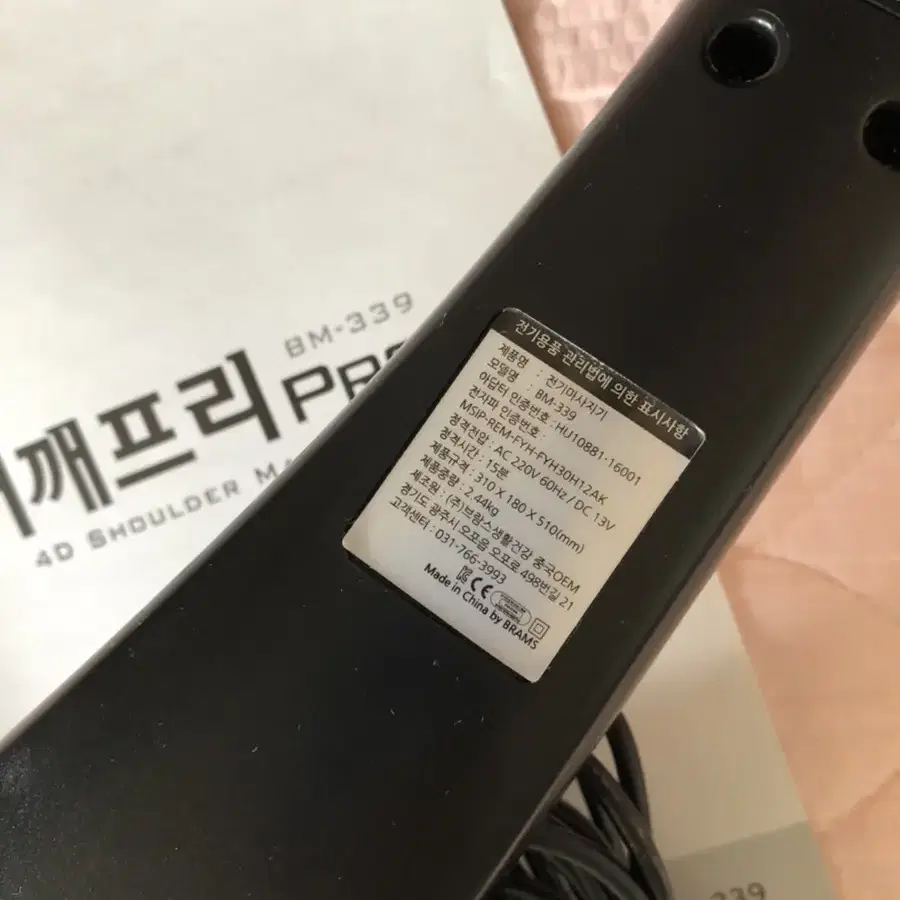 BM-339
깨프리 PR
4D SHOULDER MA
전기용품 관리법에 의한 표시사항
제품명 : 전기마사지기
모델명 : BM-339
아답터 인증번호 : HU10881-16001
전자파 인증번호 :
MSIP-REM-FYH-FYH30H12AK
정격전압 : AC 220V 60Hz / DC 13V
정격시간 : 15분
제품규격 : 310 X 180 X 510(mm)
제품중량 : 2.44kg
제조원 : (주)브람스생활건강 중국OEM
경기도 광주시 오포읍 오포로 498번길 21
고객센터 : 031-766-3993
CE
Made in China by BRAMS
-339